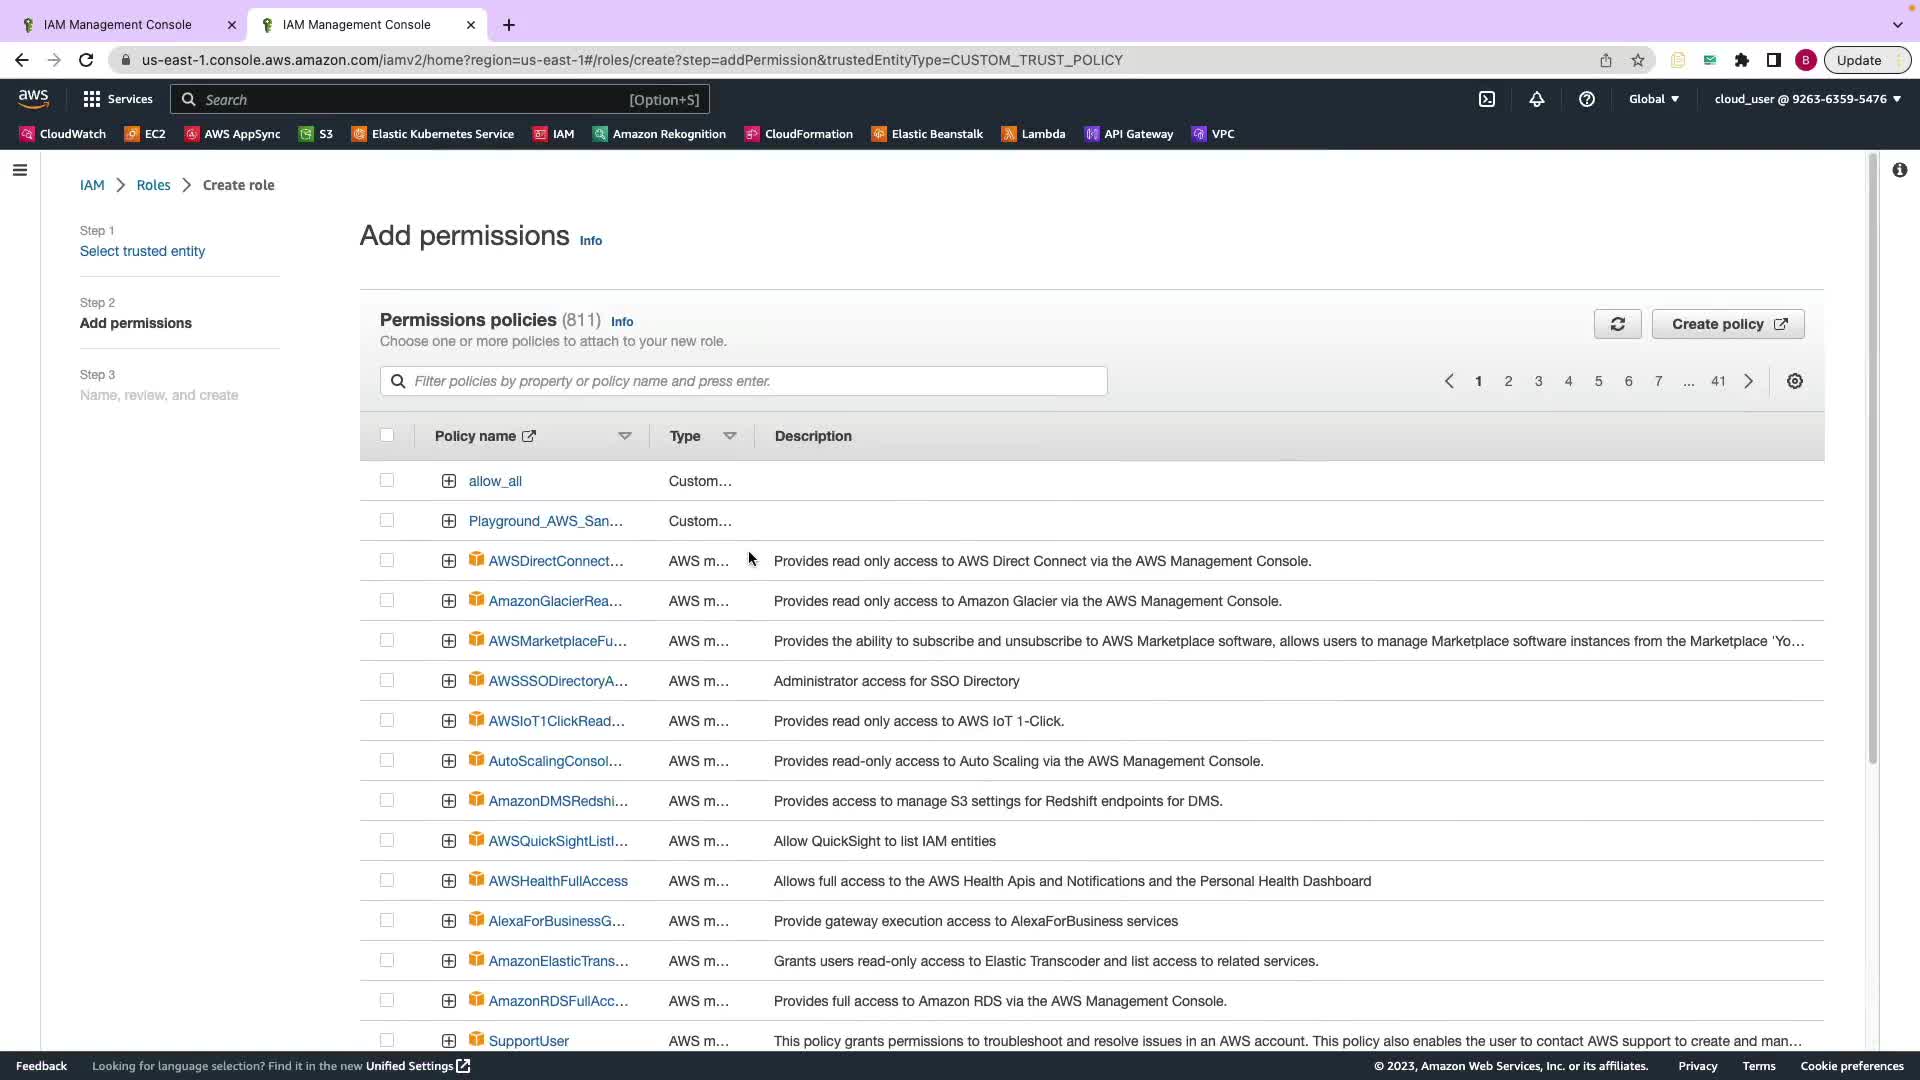 IAM Management Console
IAM Management Console
us-east-1.console.aws.amazon.com/iamv2/home?region=us-east-1#/roles/create?step=addPermission&trustedEntityType=CUSTOM_TRUST_POLICY
B
Update
aws
Services
Search
[Option+S]
Global
cloud_user @ 9263-6359-5476
CloudWatch
EC2
AWS AppSync
S3
Elastic Kubernetes Service
IAM
Amazon Rekognition
CloudFormation
Elastic Beanstalk
Lambda
API Gateway
VPC
IAM
Roles
Create role
Step 1
Select trusted entity
Step 2
Add permissions
Step 3
Name, review, and create
Add permissions Info
Permissions policies (811) Info
Choose one or more policies to attach to your new role.
Create policy
Filter policies by property or policy name and press enter.
1 2 3 4 5 6 7 ... 41
Policy name Type Description
allow_all Custom...
Playground_AWS_San... Custom...
AWSDirectConnect... AWS m... Provides read only access to AWS Direct Connect via the AWS Management Console.
AmazonGlacierRea... AWS m... Provides read only access to Amazon Glacier via the AWS Management Console.
AWSMarketplaceFu... AWS m... Provides the ability to subscribe and unsubscribe to AWS Marketplace software, allows users to manage Marketplace software instances from the Marketplace 'Yo...
AWSSSODirectoryA... AWS m... Administrator access for SSO Directory
AWSIoT1ClickRead... AWS m... Provides read only access to AWS IoT 1-Click.
AutoScalingConsol... AWS m... Provides read-only access to Auto Scaling via the AWS Management Console.
AmazonDMSRedshi... AWS m... Provides access to manage S3 settings for Redshift endpoints for DMS.
AWSQuickSightListI... AWS m... Allow QuickSight to list IAM entities
AWSHealthFullAccess AWS m... Allows full access to the AWS Health Apis and Notifications and the Personal Health Dashboard
AlexaForBusinessG... AWS m... Provide gateway execution access to AlexaForBusiness services
AmazonElasticTrans... AWS m... Grants users read-only access to Elastic Transcoder and list access to related services.
AmazonRDSFullAcc... AWS m... Provides full access to Amazon RDS via the AWS Management Console.
SupportUser AWS m... This policy grants permissions to troubleshoot and resolve issues in an AWS account. This policy also enables the user to contact AWS support to create and man...
Feedback
Looking for language selection? Find it in the new Unified Settings
© 2023, Amazon Web Services, Inc. or its affiliates.
Privacy
Terms
Cookie preferences